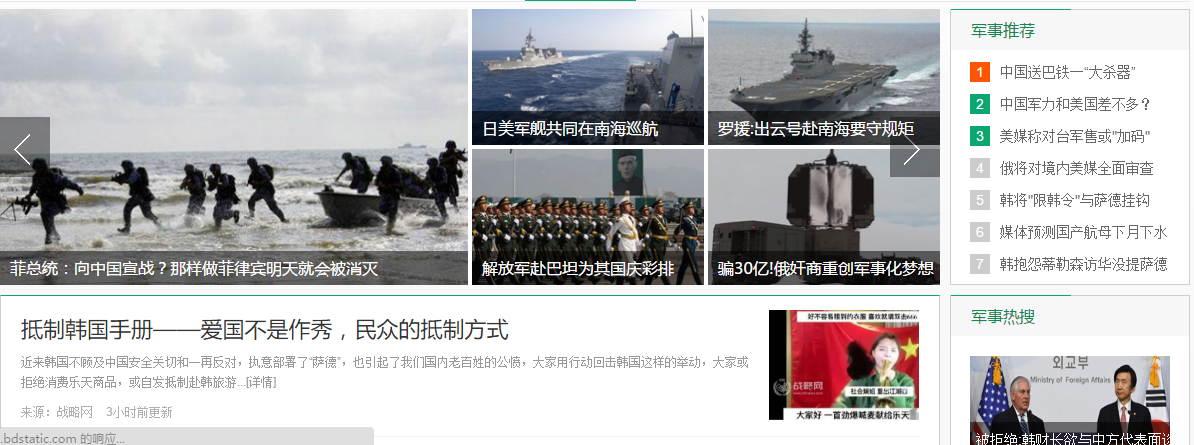 菲总统：向中国宣战？那样做菲律宾明天就会被消灭
日美军舰共同在南海巡航
罗援:出云号赴南海要守规矩
解放军赴巴坦为其国庆彩排
骗30亿!俄奸商重创军事化梦想
军事推荐
1 中国送巴铁一“大杀器”
2 中国军力和美国差不多？
3 美媒称对台军售或"加码"
4 俄将对境内美媒全面审查
5 韩将"限韩令"与萨德挂钩
6 媒体预测国产航母下月下水
7 韩抱怨蒂勒森访华没提萨德
抵制韩国手册——爱国不是作秀，民众的抵制方式
近来韩国不顾及中国安全关切和一再反对，执意部署了“萨德”，也引起了我们国内老百姓的公愤，大家用行动回击韩国这样的举动，大家或
拒绝消费乐天商品，或自发抵制赴韩旅游...[详情]
来源：战略网 3小时前更新
好不容易租到的衣服 喜欢就请双击666
战略网
社会娴姐 重出江湖
大家好 一首劲爆喊麦献给乐天
军事热搜
외교부
Ministry of Foreign Affairs
被拒绝:韩财长欲与中方代表面谈
.bdstatic.com 的响应...